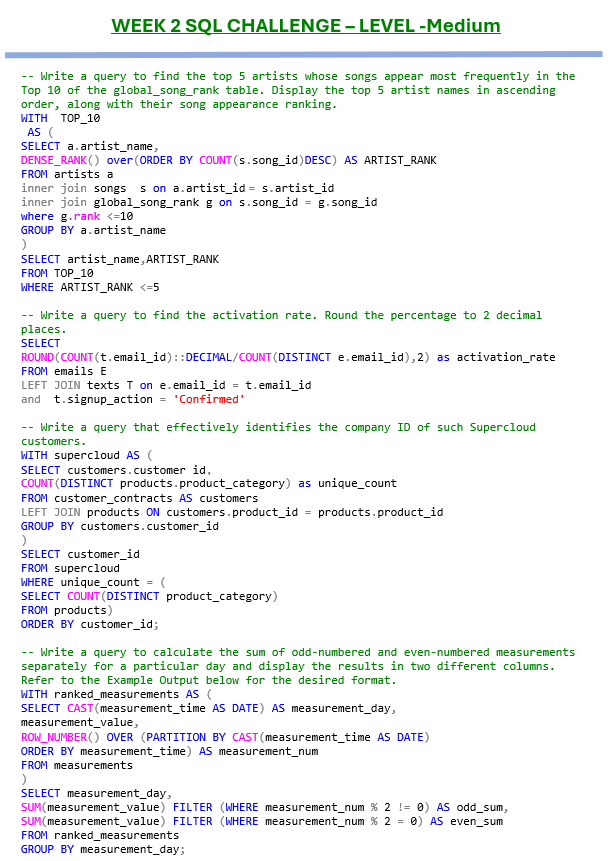 WEEK 2 SQL CHALLENGE – LEVEL -Medium
-- Write a query to find the top 5 artists whose songs appear most frequently in the
Top 10 of the global_song_rank table. Display the top 5 artist names in ascending
order, along with their song appearance ranking.
WITH  TOP_10
AS (
SELECT a.artist_name,
DENSE_RANK() over(ORDER BY COUNT(s.song_id)DESC) AS ARTIST_RANK
FROM artists a
inner join songs  s on a.artist_id = s.artist_id
inner join global_song_rank g on s.song_id = g.song_id
where g.rank <=10
GROUP BY a.artist_name
)
SELECT artist_name,ARTIST_RANK
FROM TOP_10
WHERE ARTIST_RANK <=5
-- Write a query to find the activation rate. Round the percentage to 2 decimal
places.
SELECT
ROUND(COUNT(t.email_id)::DECIMAL/COUNT(DISTINCT e.email_id),2) as activation_rate
FROM emails E
LEFT JOIN texts T on e.email_id = t.email_id
and  t.signup_action = 'Confirmed'
-- Write a query that effectively identifies the company ID of such Supercloud
customers.
WITH supercloud AS (
SELECT customers.customer id,
COUNT(DISTINCT products.product_category) as unique_count
FROM customer_contracts AS customers
LEFT JOIN products ON customers.product_id = products.product_id
GROUP BY customers.customer_id
)
SELECT customer_id
FROM supercloud
WHERE unique_count = (
SELECT COUNT(DISTINCT product_category)
FROM products)
ORDER BY customer_id;
-- Write a query to calculate the sum of odd-numbered and even-numbered measurements
separately for a particular day and display the results in two different columns.
Refer to the Example Output below for the desired format.
WITH ranked_measurements AS (
SELECT CAST(measurement_time AS DATE) AS measurement_day,
measurement_value,
ROW_NUMBER() OVER (PARTITION BY CAST(measurement_time AS DATE)
ORDER BY measurement_time) AS measurement_num
FROM measurements
)
SELECT measurement_day,
SUM(measurement_value) FILTER (WHERE measurement_num % 2 != 0) AS odd_sum,
SUM(measurement_value) FILTER (WHERE measurement_num % 2 = 0) AS even_sum
FROM ranked_measurements
GROUP BY measurement_day;